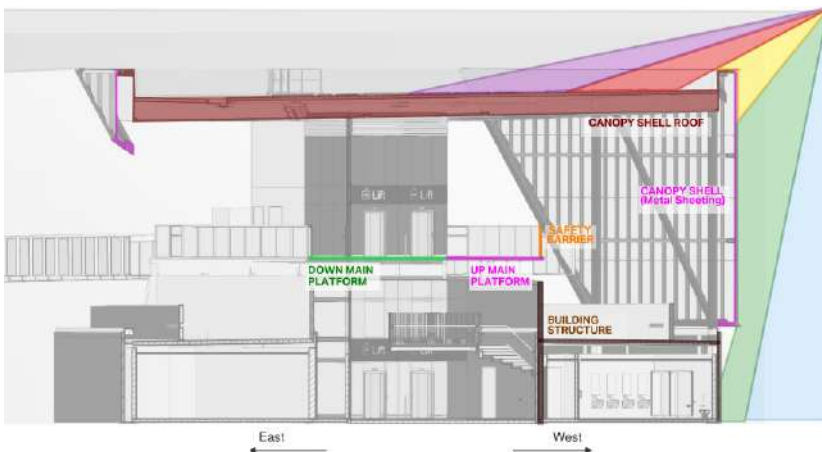 CANOPY SHELL ROOF
CANOPY SHELL
(Metal Sheeting)
Lift
Lift
SAFETY
BARRIER
DOWN MAIN
PLATFORM
UP MAIN
PLATFORM
BUILDING
STRUCTURE
Lift
Lift
East
West